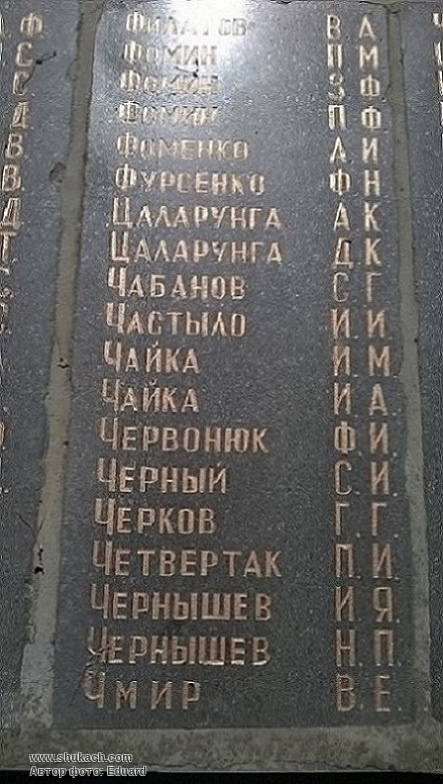 ФИЛАТОВ В А
ФОМИН П М
ФОМИН З Ф
ФОМИН П Ф
ФОМЕНКО А. И
ФУРСЕНКО Ф Н
ЦАЛАРУНГА А К
ЦАЛАРУНГА Д. К
ЧАБАНОВ С. Г
ЧАСТЫЛО И. И
ЧАЙКА И. М
ЧАЙКА И А.
ЧЕРВОНЮК Ф. И.
ЧЕРНЫЙ С. И.
ЧЕРКОВ Г. Г.
ЧЕТВЕРТАК П. И.
ЧЕРНЫШЕВ И Я.
ЧЕРНЫШЕВ Н. П.
ЧМИР В. Е.
www.shukach.com
Автор фото: Eduard